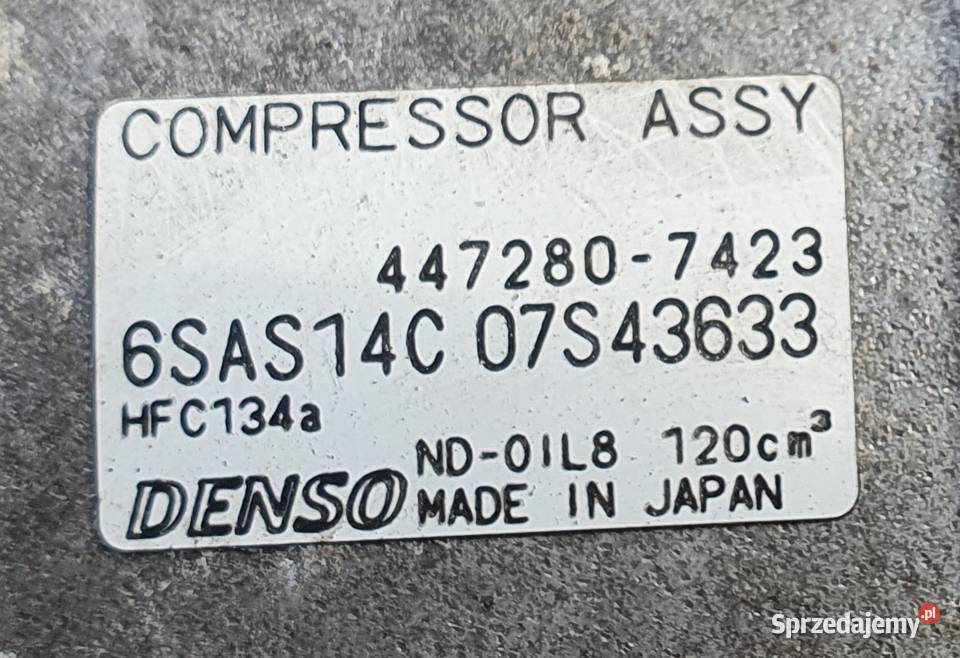 COMPRESSOR ASSY
447280-7423
6SAS14C 07S43633
HFC134a
ND-OIL8 120cm³
DENSO MADE IN JAPAN
Sprzedajemy.pl